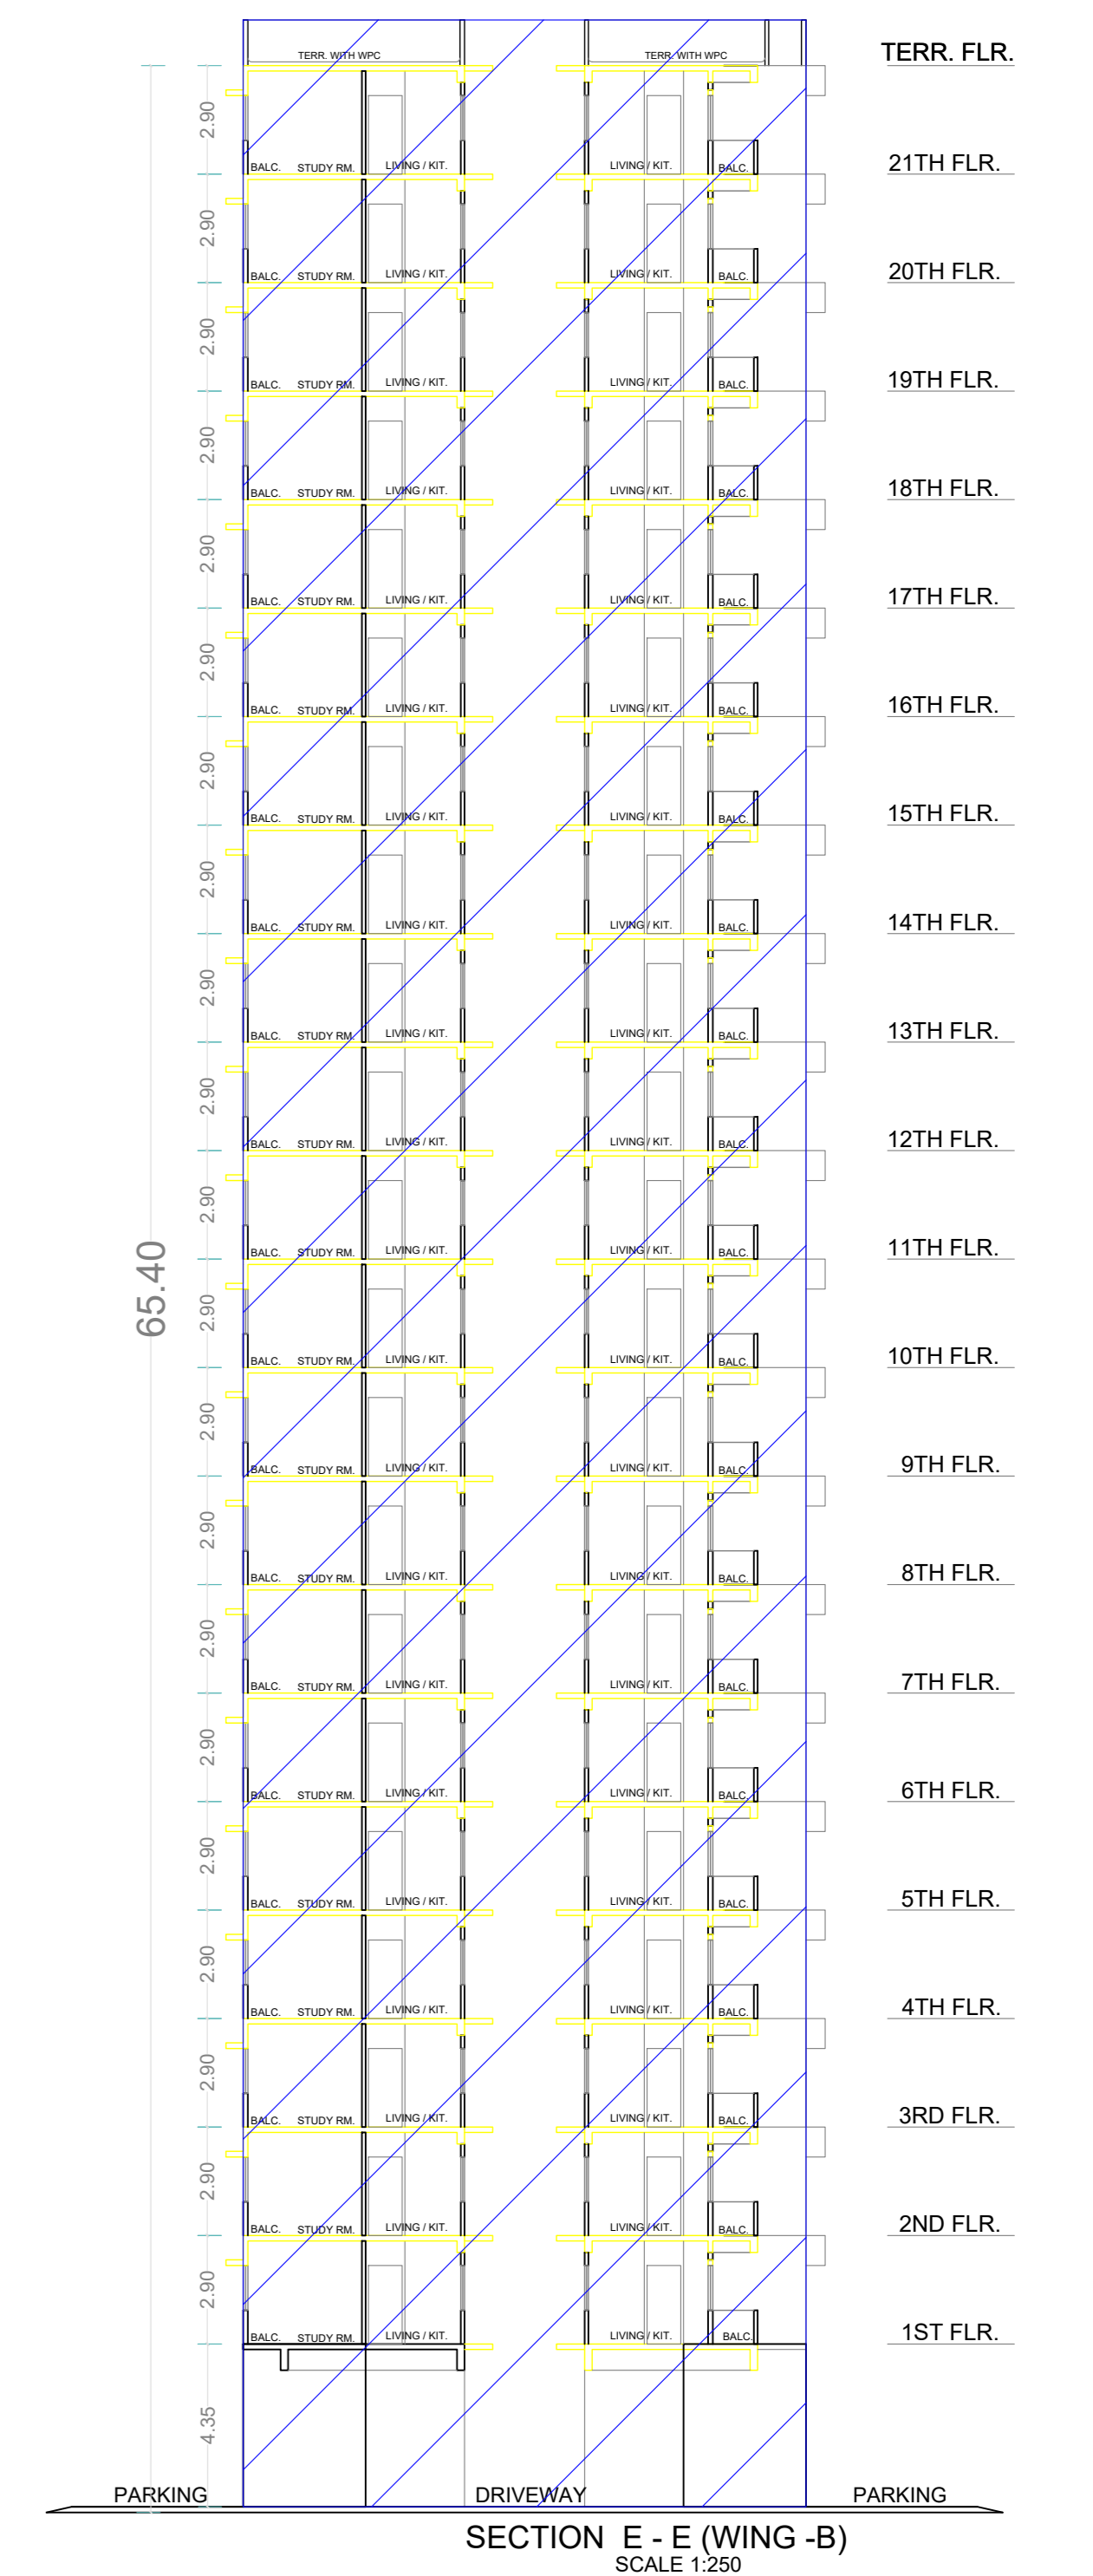 TERR. WITH WPC TERR. WITH WPC TERR. FLR.
2.90
BALC. STUDY RM. LIVING / KIT. LIVING / KIT. BALC. 21TH FLR.
2.90
BALC. STUDY RM. LIVING / KIT. LIVING / KIT. BALC. 20TH FLR.
2.90
BALC. STUDY RM. LIVING / KIT. LIVING / KIT. BALC. 19TH FLR.
2.90
BALC. STUDY RM. LIVING / KIT. LIVING / KIT. BALC. 18TH FLR.
2.90
BALC. STUDY RM. LIVING / KIT. LIVING / KIT. BALC. 17TH FLR.
2.90
BALC. STUDY RM. LIVING / KIT. LIVING / KIT. BALC. 16TH FLR.
2.90
BALC. STUDY RM. LIVING / KIT. LIVING / KIT. BALC. 15TH FLR.
2.90
BALC. STUDY RM. LIVING / KIT. LIVING / KIT. BALC. 14TH FLR.
2.90
BALC. STUDY RM. LIVING / KIT. LIVING / KIT. BALC. 13TH FLR.
2.90
BALC. STUDY RM. LIVING / KIT. LIVING / KIT. BALC. 12TH FLR.
2.90
BALC. STUDY RM. LIVING / KIT. LIVING / KIT. BALC. 11TH FLR.
65.40
2.90
BALC. STUDY RM. LIVING / KIT. LIVING / KIT. BALC. 10TH FLR.
2.90
BALC. STUDY RM. LIVING / KIT. LIVING / KIT. BALC. 9TH FLR.
2.90
BALC. STUDY RM. LIVING / KIT. LIVING / KIT. BALC. 8TH FLR.
2.90
BALC. STUDY RM. LIVING / KIT. LIVING / KIT. BALC. 7TH FLR.
2.90
BALC. STUDY RM. LIVING / KIT. LIVING / KIT. BALC. 6TH FLR.
2.90
BALC. STUDY RM. LIVING / KIT. LIVING / KIT. BALC. 5TH FLR.
2.90
BALC. STUDY RM. LIVING / KIT. LIVING / KIT. BALC. 4TH FLR.
2.90
BALC. STUDY RM. LIVING / KIT. LIVING / KIT. BALC. 3RD FLR.
2.90
BALC. STUDY RM. LIVING / KIT. LIVING / KIT. BALC. 2ND FLR.
2.90
BALC. STUDY RM. LIVING / KIT. LIVING / KIT. BALC. 1ST FLR.
4.35
PARKING DRIVEWAY PARKING
SECTION E - E (WING -B)
SCALE 1:250